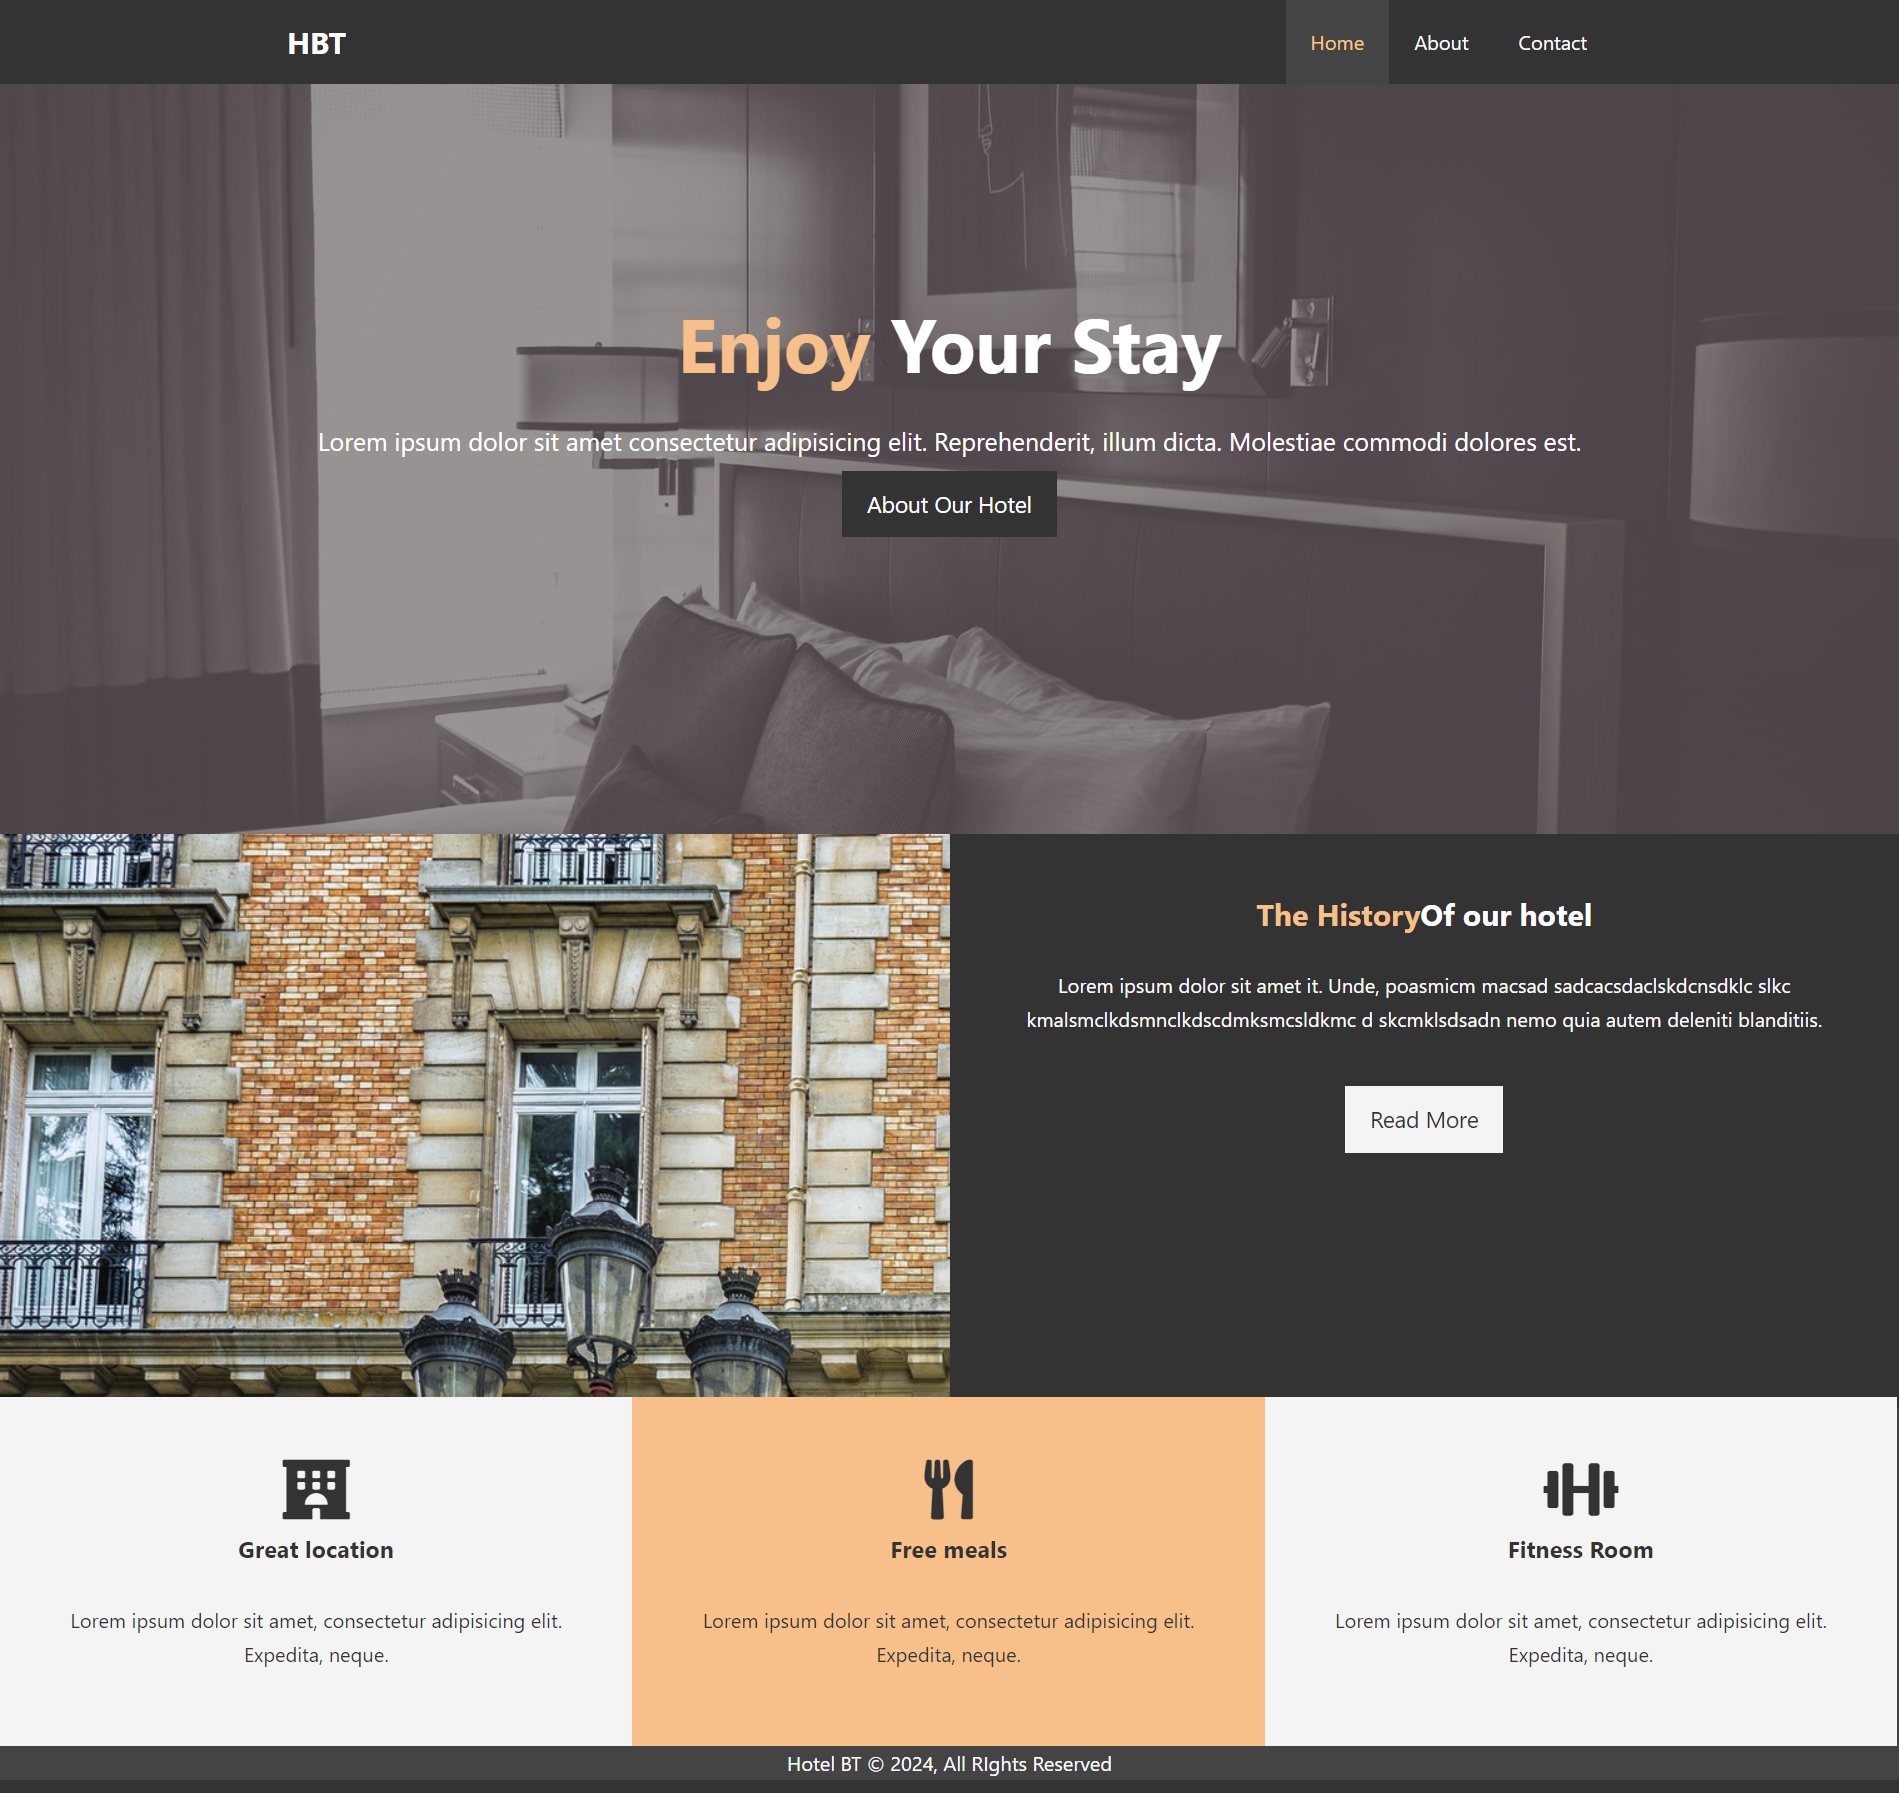 HBT
Home About Contact
Enjoy Your Stay
Lorem ipsum dolor sit amet consectetur adipisicing elit. Reprehenderit, illum dicta. Molestiae commodi dolores est.
About Our Hotel
The HistoryOf our hotel
Lorem ipsum dolor sit amet it. Unde, poasmicm macsad sadcacsdaclskdcnsdklc slkc
kmalsmclkdsmnclkdscdmksmcsldkmc d skcmklsdsadn nemo quia autem deleniti blanditiis.
Read More
Great location
Lorem ipsum dolor sit amet, consectetur adipisicing elit.
Expedita, neque.
Free meals
Lorem ipsum dolor sit amet, consectetur adipisicing elit.
Expedita, neque.
Fitness Room
Lorem ipsum dolor sit amet, consectetur adipisicing elit.
Expedita, neque.
Hotel BT © 2024, All RIghts Reserved